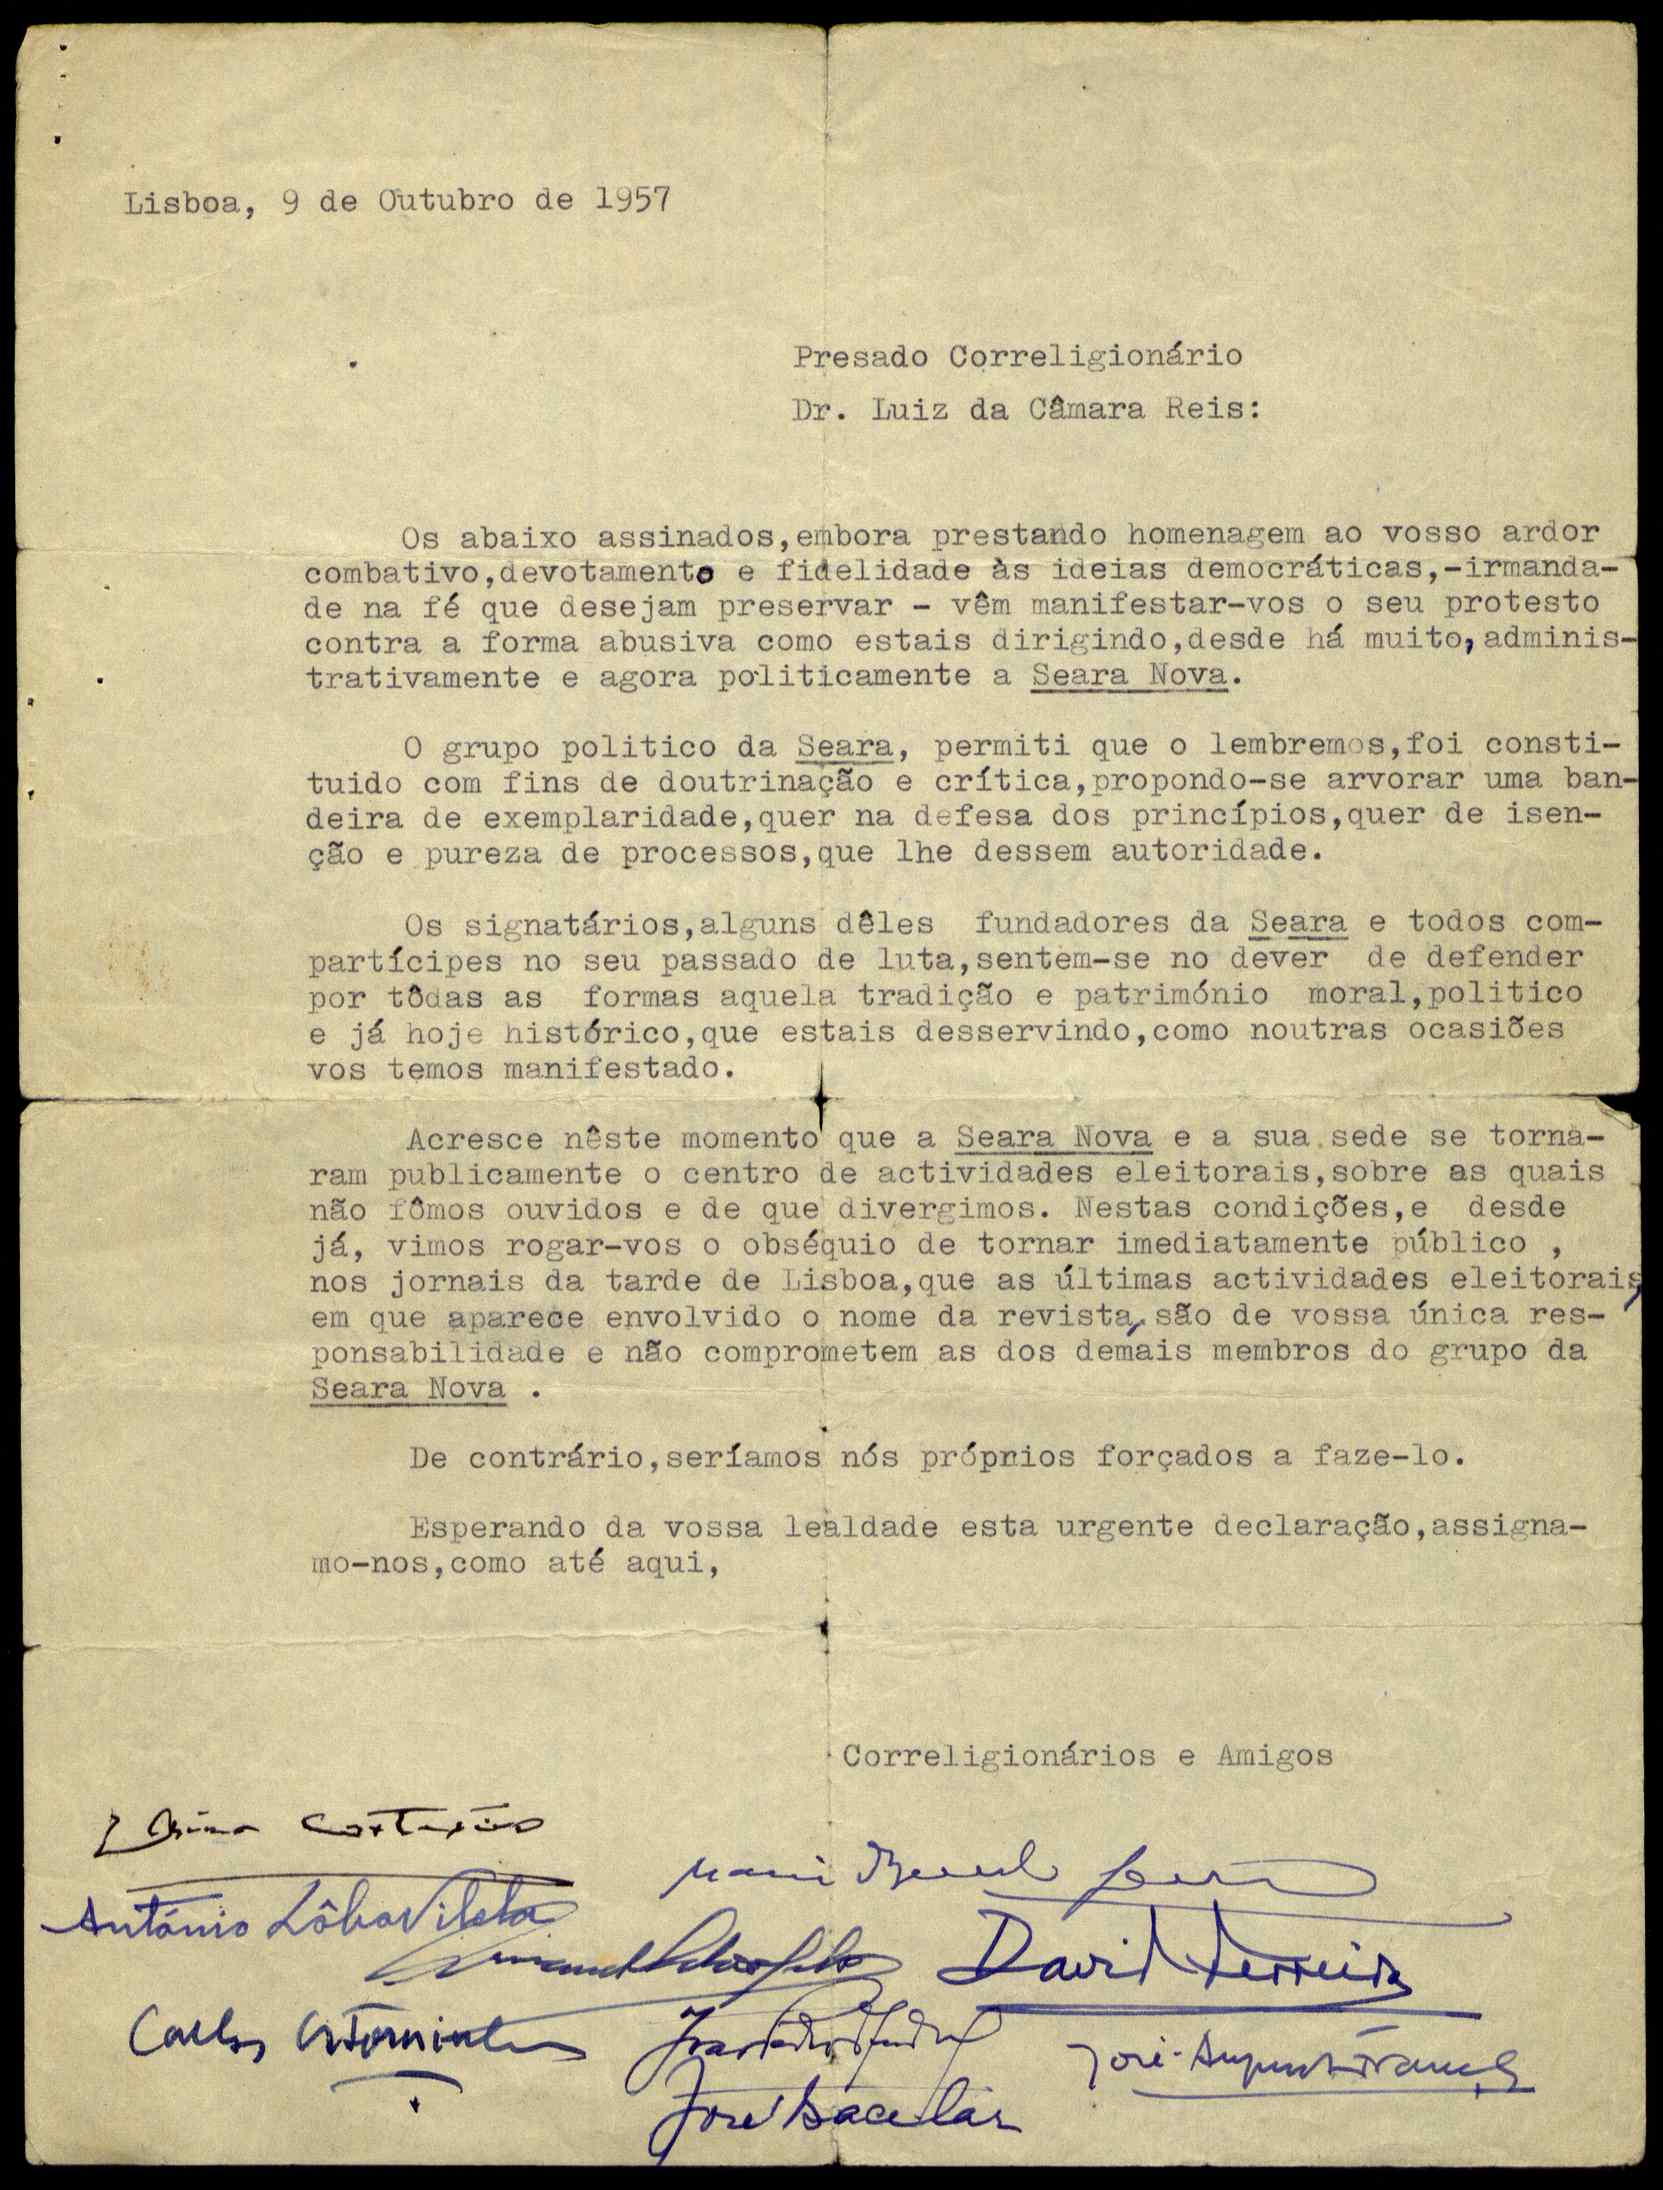 Lisboa, 9 de Outubro de 1957
Presado Correligionário
Dr. Luiz da Câmara Reis:
Os abaixo assinados,embora prestando homenagem ao vosso ardor
combativo,devotamento e fidelidade às ideias democráticas,-irmanda-
de na fé que desejam preservar - vêm manifestar-vos o seu protesto
contra a forma abusiva como estais dirigindo,desde há muito,adminis-
trativamente e agora politicamente a Seara Nova.
O grupo politico da Seara, permiti que o lembremos,foi consti-
tuido com fins de doutrinação e crítica,propondo-se arvorar uma ban-
deira de exemplaridade,quer na defesa dos princípios,quer de isen-
ção e pureza de processos,que lhe dessem autoridade.
Os signatários,alguns dêles fundadores da Seara e todos com-
partícipes no seu passado de luta,sentem-se no dever de defender
por tôdas as formas aquela tradição e património moral,politico
e já hoje histórico,que estais desservindo,como noutras ocasiões
vos temos manifestado.
Acresce nêste momento que a Seara Nova e a sua sede se torna-
ram publicamente o centro de actividades eleitorais,sobre as quais
não fômos ouvidos e de que divergimos. Nestas condições,e desde
já, vimos rogar-vos o obséquio de tornar imediatamente público ,
nos jornais da tarde de Lisboa,que as últimas actividades eleitorais,
em que aparece envolvido o nome da revista, são de vossa única res-
ponsabilidade e não comprometem as dos demais membros do grupo da
Seara Nova .
De contrário,seríamos nós próprios forçados a faze-lo.
Esperando da vossa lealdade esta urgente declaração,assigna-
mo-nos,como até aqui,
Correligionários e Amigos
Cortesão
António Lôbo Vilela
David Ferreira
Carlos
José-Augusto França
José Bacelar